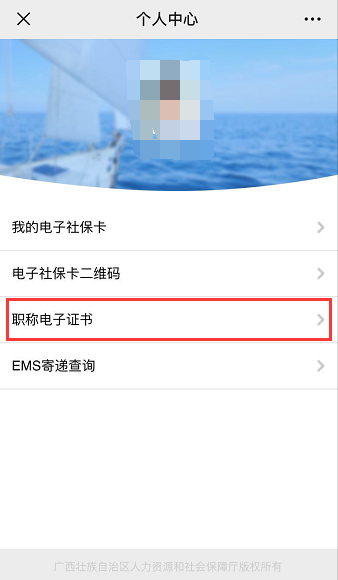 个人中心
我的电子社保卡
电子社保卡二维码
职称电子证书
EMS寄递查询
广西壮族自治区人力资源和社会保障厅版权所有